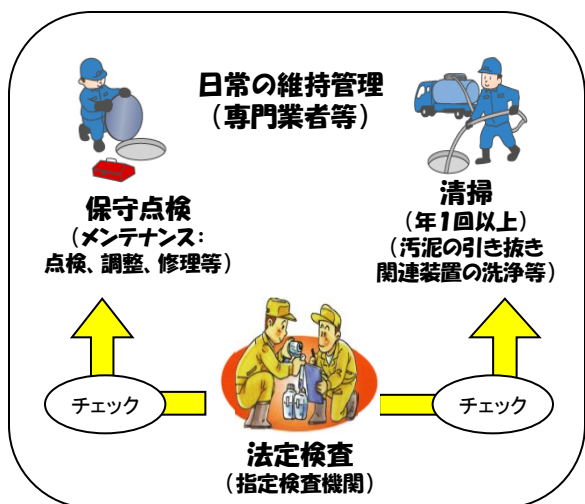 日常の維持管理
（専門業者等）
保守点検
（メンテナンス：
点検、調整、修理等）
清掃
（年1回以上）
（汚泥の引き抜き
関連装置の洗浄等）
チェック
チェック
法定検査
（指定検査機関）